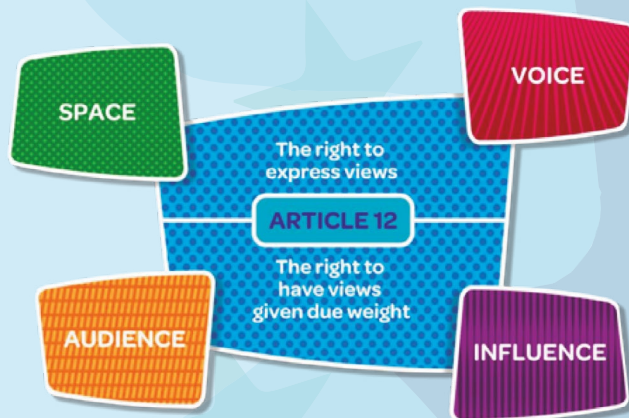 SPACE
VOICE
The right to
express views
ARTICLE 12
The right to
have views
given due weight
AUDIENCE
INFLUENCE